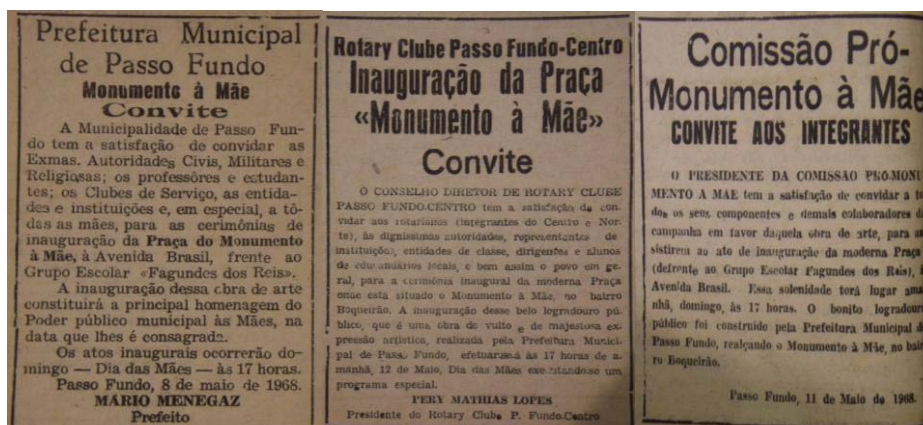 Prefeitura Municipal
de Passo Fundo
Monumento à Mãe
Convite
A Municipalidade de Passo Fun-
do tem a satisfação de convidar as
Exmas. Autoridades Civis, Militares e
Religiosas; os professôres e estudan-
tes; os Clubes de Serviço, as entida-
des e instituições e, em especial, a tô-
das as mães, para as cerimônias de
inauguração da Praça do Monumento
à Mãe, à Avenida Brasil, frente ao
Grupo Escolar «Fagundes dos Reis».
A inauguração dessa obra de arte
constituirá a principal homenagem do
Poder público municipal às Mães, na
data que lhes é consagrada.
Os atos inaugurais ocorrerão do-
mingo — Dia das Mães — às 17 horas.
Passo Fundo, 8 de maio de 1968.
MÁRIO MENEGAZ
Prefeito
Rotary Clube Passo Fundo-Centro
Inauguração da Praça
«Monumento à Mãe»
Convite
O CONSELHO DIRETOR DE ROTARY CLUBE
PASSO FUNDO-CENTRO tem a satisfação de con-
vidar aos rotarianos (integrantes do Centro e Nor-
te), às digníssimas autoridades, representantes de
instituições, entidades de classe, dirigentes e alunos
de educandários locais, e bem assim o povo em ge-
ral, para a cerimônia inaugural da moderna Praça
onde está situado o Monumento à Mãe, no bairro
Boqueirão. A inauguração desse belo logradouro pú-
blico, que é uma obra de vulto e de majestosa ex-
pressão artística, realizada pela Prefeitura Munici-
pal de Passo Fundo, efetuar-se-á às 17 horas de a-
manhã, 12 de Maio, Dia das Mães executando-se um
programa especial.
PERY MATHIAS LOPES
Presidente do Rotary Clube P. Fundo-Centro
Comissão Pró-
Monumento à Mãe
CONVITE AOS INTEGRANTES
O PRESIDENTE DA COMISSÃO PRÓ-MONU
MENTO A MAE tem a satisfação de convidar a t
dos os seus componentes e demais colaboradores
campanha em favor daquela obra de arte, para as
sistirem ao ato de inauguração da moderna Praça
(defronte ao Grupo Escolar Fagundes dos Reis),
Avenida Brasil. Essa solenidade terá lugar ama
nhã, domingo, às 17 horas. O bonito logradouro
público foi construido pela Prefeitura Municipal d
Passo Fundo, realçando o Monumento à Mãe, no bair
ro Boqueirão.
Passo Fundo, 11 de Maio de 1968.